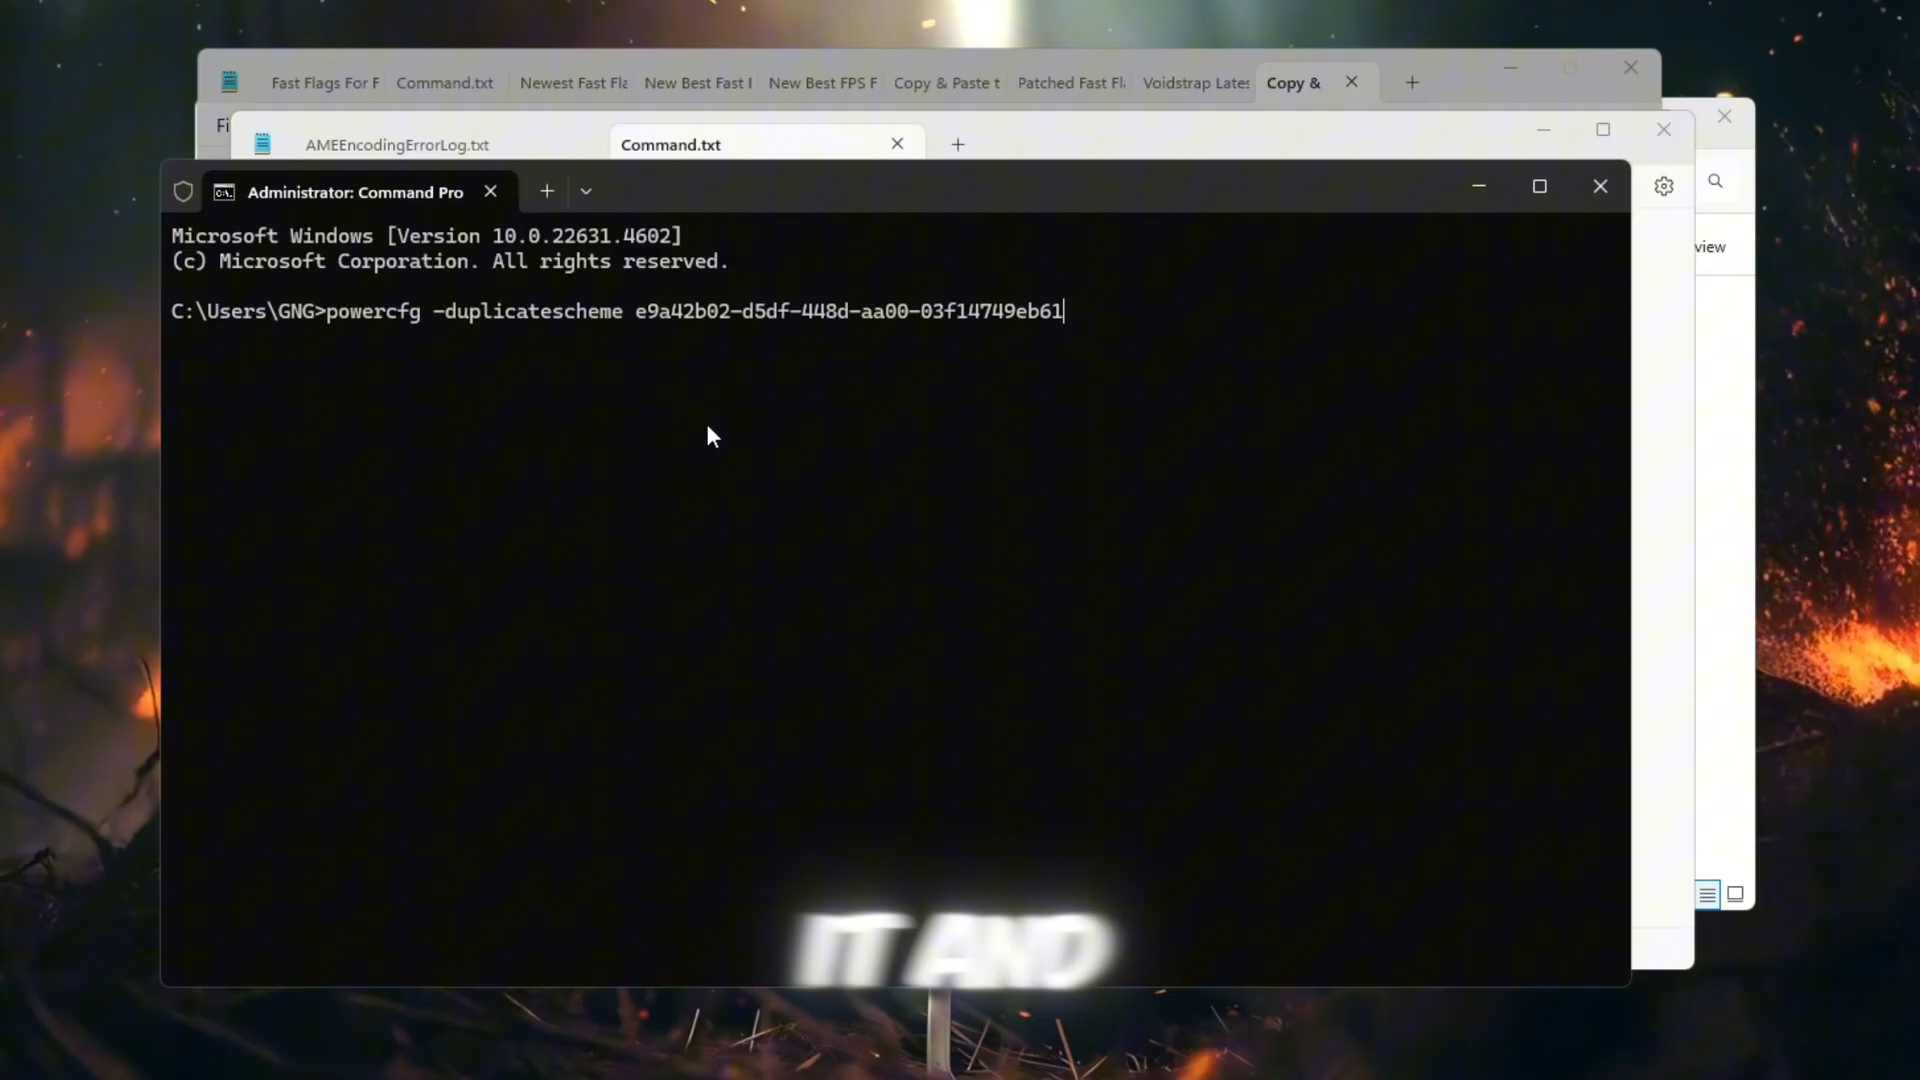 Fast Flags For F Command.txt Newest Fast Fla New Best Fast I New Best FPS F Copy & Paste t Patched Fast Fl Voidstrap Lates Copy &
Fi
AMEEncodingErrorLog.txt Command.txt
Administrator: Command Pro
view
Microsoft Windows [Version 10.0.22631.4602]
(c) Microsoft Corporation. All rights reserved.
C:\Users\GNG>powercfg -duplicatescheme e9a42b02-d5df-448d-aa00-03f14749eb61
IT AND